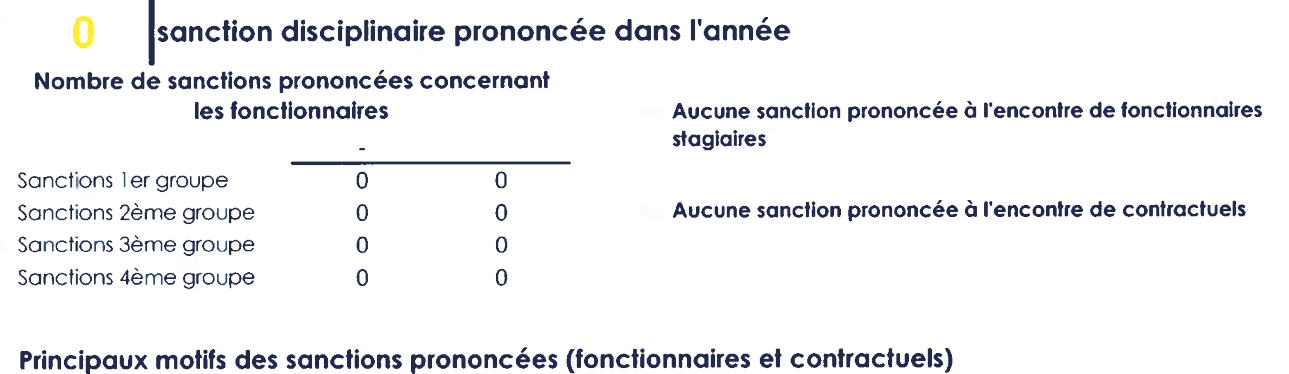 0 sanction disciplinaire prononcée dans l'année
Nombre de sanctions prononcées concernant
les fonctionnaires
-
Sanctions 1er groupe 0 0
Sanctions 2ème groupe 0 0
Sanctions 3ème groupe 0 0
Sanctions 4ème groupe 0 0
Aucune sanction prononcée à l'encontre de fonctionnaires
stagiaires
Aucune sanction prononcée à l'encontre de contractuels
Principaux motifs des sanctions prononcées (fonctionnaires et contractuels)